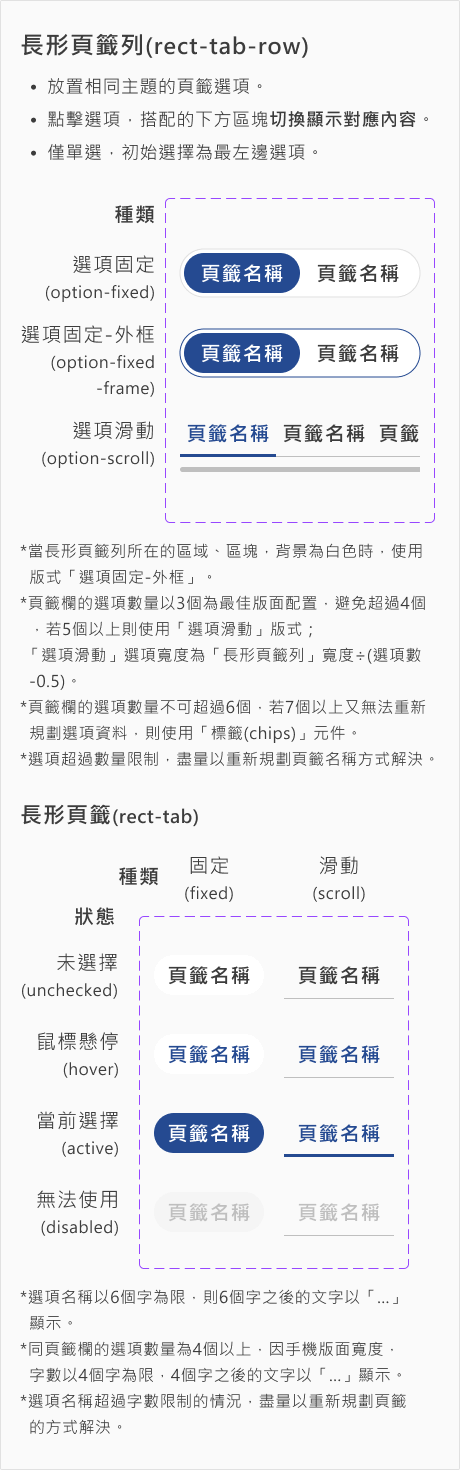 長形頁籤列(rect-tab-row)
• 放置相同主題的頁籤選項。
• 點擊選項，搭配的下方區塊切換顯示對應內容。
• 僅單選，初始選擇為最左邊選項。
種類
選項固定
(option-fixed)
頁籤名稱 頁籤名稱
選項固定-外框
(option-fixed
-frame)
頁籤名稱 頁籤名稱
選項滑動
(option-scroll)
頁籤名稱 頁籤名稱 頁籤
*當長形頁籤列所在的區域、區塊，背景為白色時，使用
版式「選項固定-外框」。
*頁籤欄的選項數量以3個為最佳版面配置，避免超過4個
，若5個以上則使用「選項滑動」版式；
「選項滑動」選項寬度為「長形頁籤列」寬度÷(選項數
-0.5)。
*頁籤欄的選項數量不可超過6個，若7個以上又無法重新
規劃選項資料，則使用「標籤(chips)」元件。
*選項超過數量限制，盡量以重新規劃頁籤名稱方式解決。
長形頁籤(rect-tab)
種類 固定 滑動
(fixed) (scroll)
狀態
未選擇
(unchecked)
頁籤名稱 頁籤名稱
鼠標懸停
(hover)
頁籤名稱 頁籤名稱
當前選擇
(active)
頁籤名稱 頁籤名稱
無法使用
(disabled)
頁籤名稱 頁籤名稱
*選項名稱以6個字為限，則6個字之後的文字以「...」
顯示。
*同頁籤欄的選項數量為4個以上，因手機版面寬度，
字數以4個字為限，4個字之後的文字以「...」顯示。
*選項名稱超過字數限制的情況，盡量以重新規劃頁籤
的方式解決。